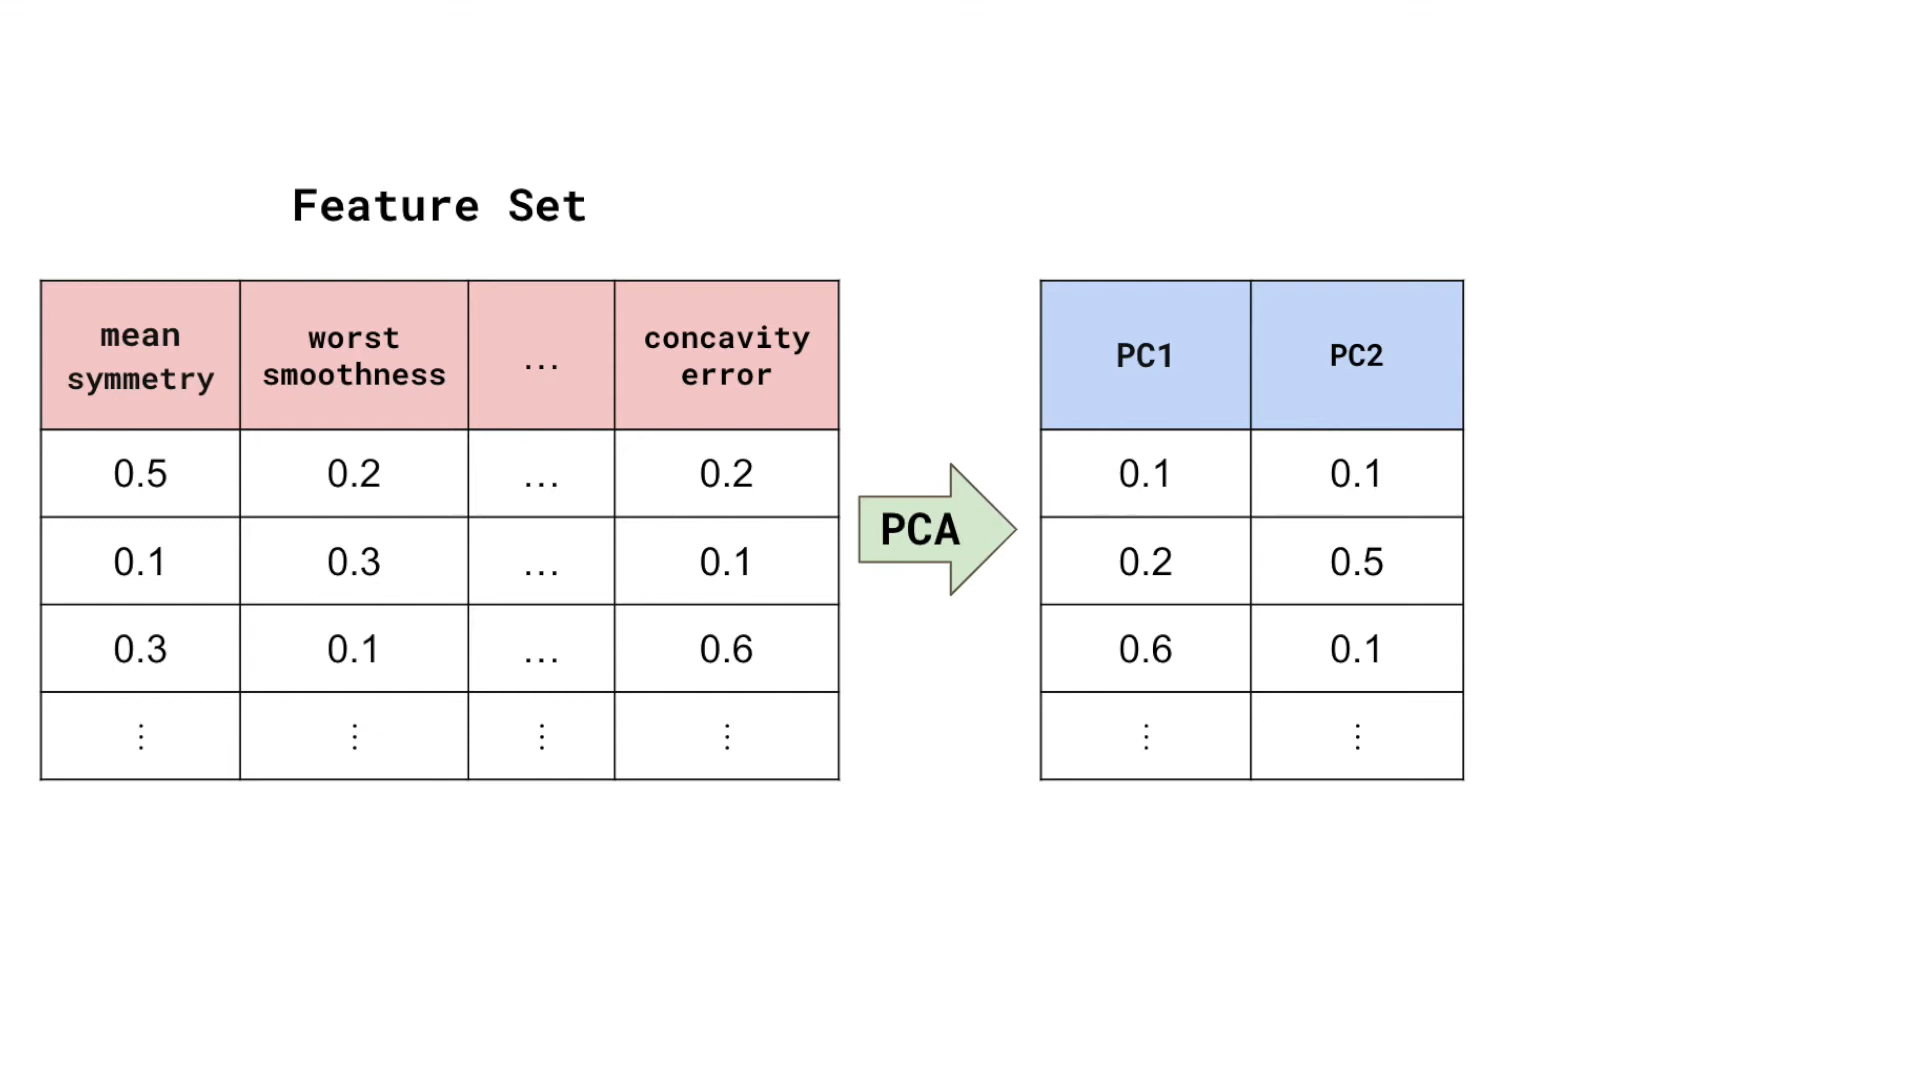 Feature Set
mean symmetry worst smoothness ... concavity error
0.5 0.2 ... 0.2
0.1 0.3 ... 0.1
0.3 0.1 ... 0.6
⋮ ⋮ ⋮ ⋮
PCA
PC1 PC2
0.1 0.1
0.2 0.5
0.6 0.1
⋮ ⋮